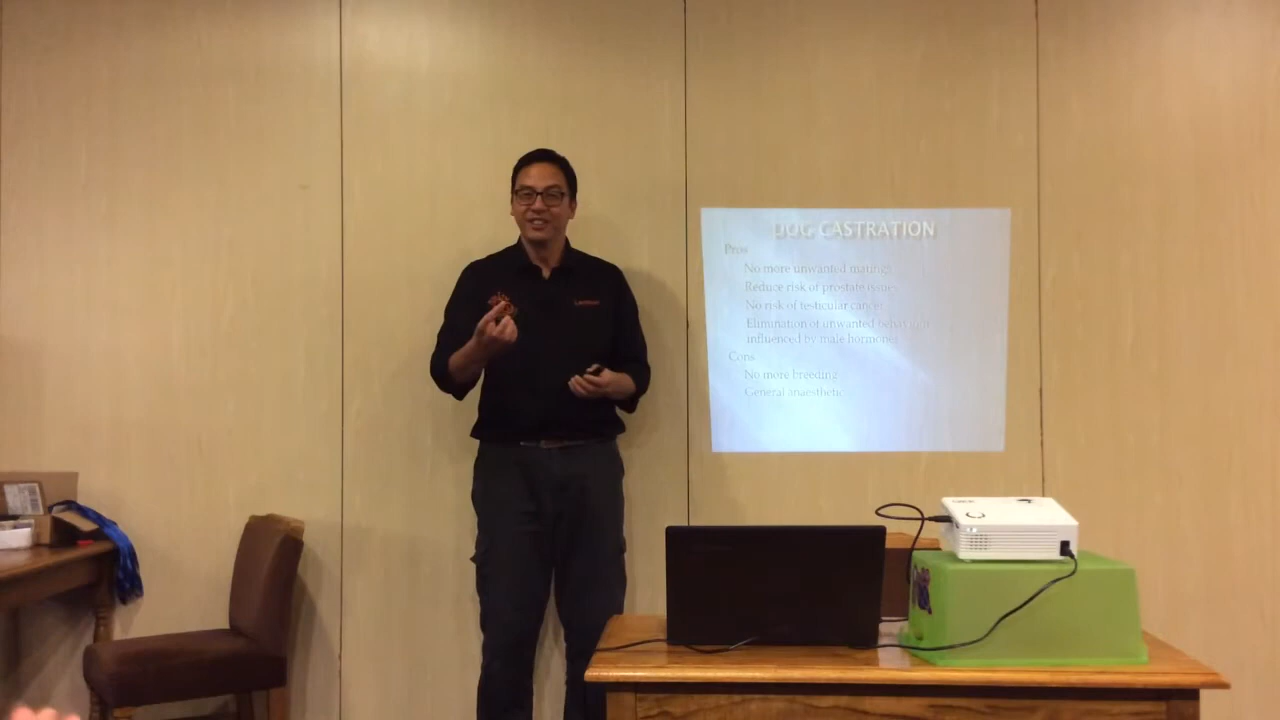 DOG CASTRATION
Pros
No more unwanted matings
Reduce risk of prostate issues
No risk of testicular cancer
Elimination of unwanted behaviours
influenced by male hormones
Cons
No more breeding
General anaesthetic